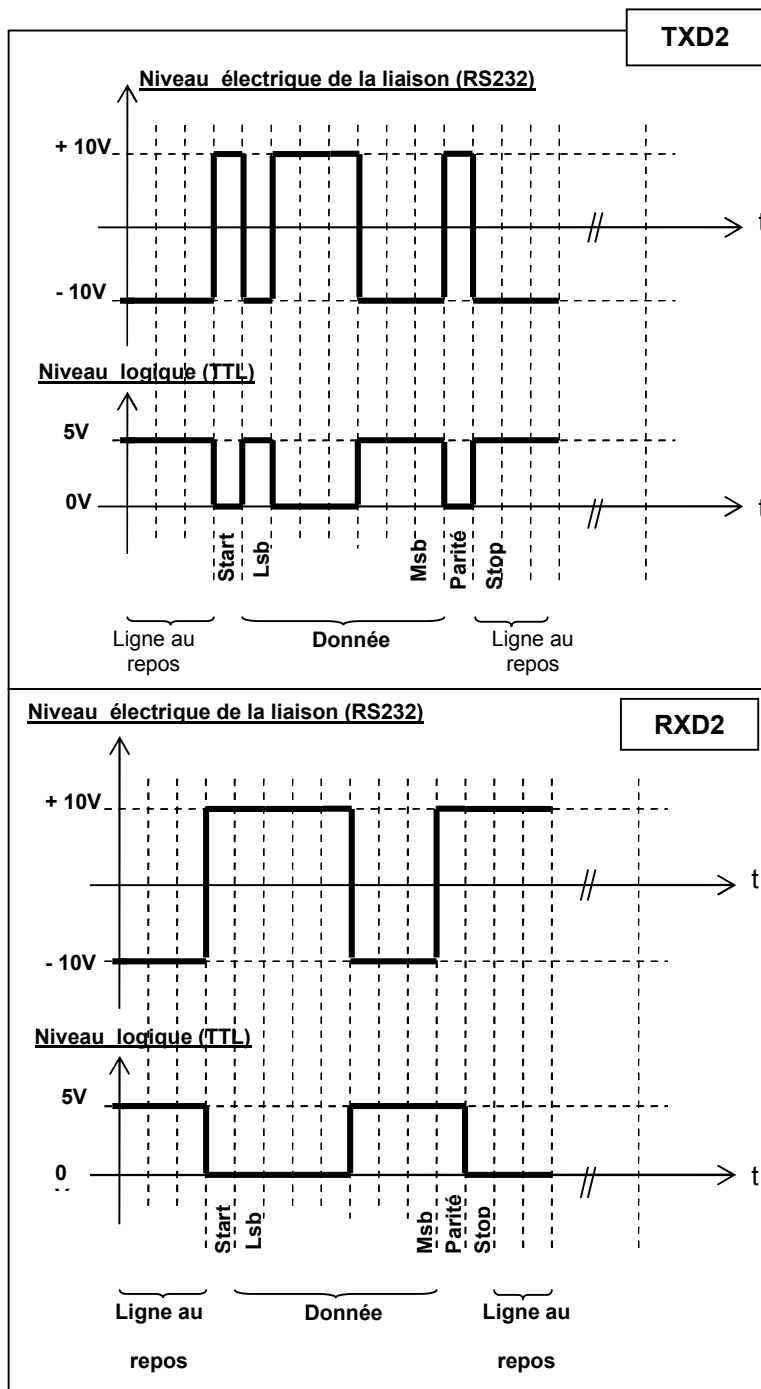 TXD2
Niveau électrique de la liaison (RS232)
+ 10V
t
- 10V
Niveau logique (TTL)
5V
0V
t
Start
Lsb
Msb
Parité
Stop
Ligne au
repos
Donnée
Ligne au
repos
RXD2
Niveau électrique de la liaison (RS232)
+ 10V
t
- 10V
Niveau logique (TTL)
5V
0
t
Start
Lsb
Msb
Parité
Stop
Ligne au
repos
Donnée
Ligne au
repos